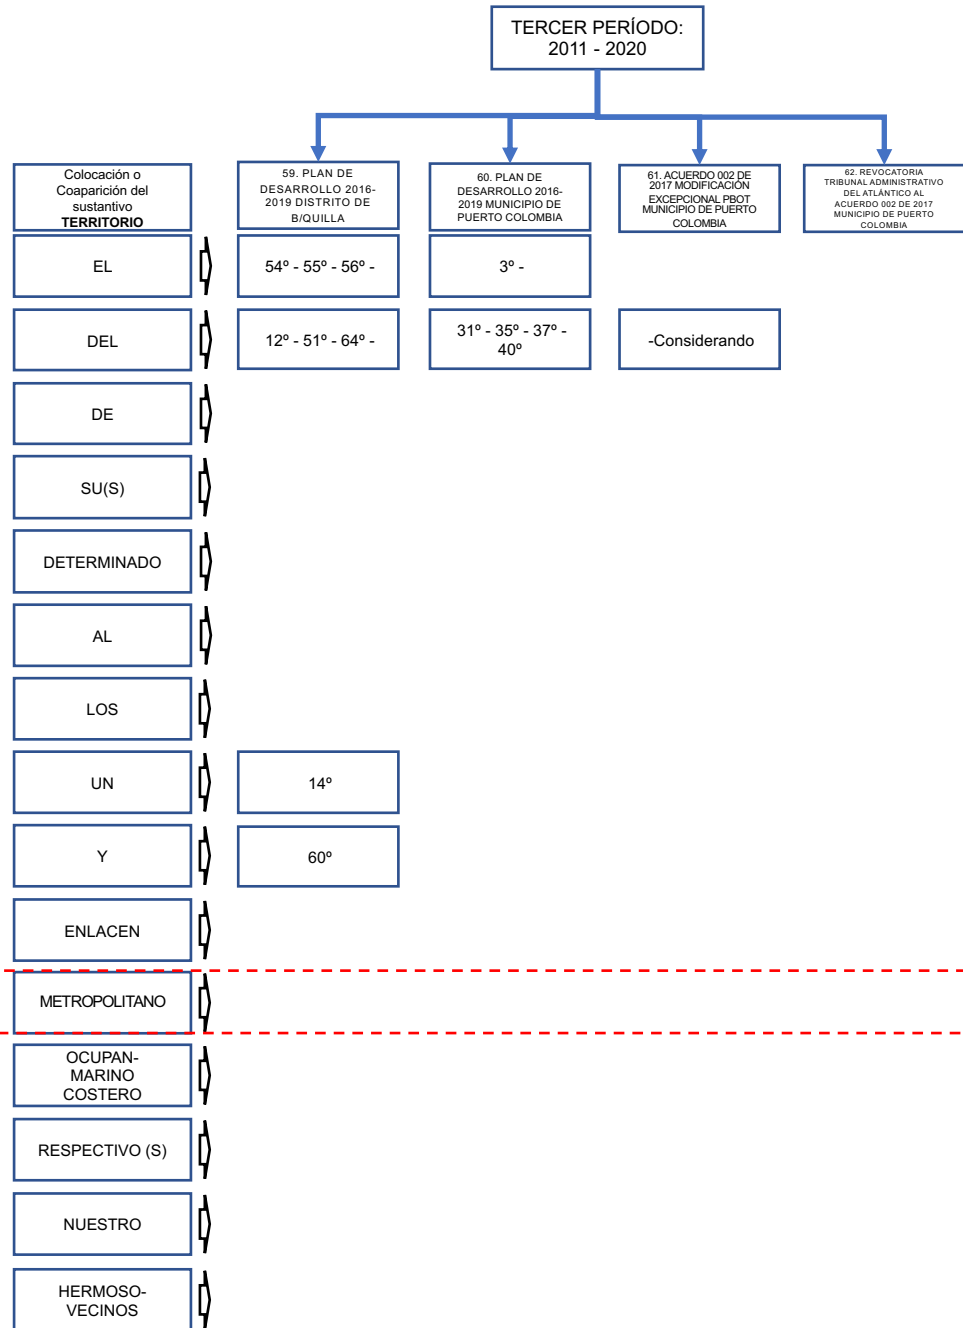 TERCER PERÍODO:
2011 - 2020
Colocación o
Coaparición del
sustantivo
TERRITORIO
59. PLAN DE
DESARROLLO 2016-
2019 DISTRITO DE
B/QUILLA
60. PLAN DE
DESARROLLO 2016-
2019 MUNICIPIO DE
PUERTO COLOMBIA
61. ACUERDO 002 DE
2017 MODIFICACIÓN
EXCEPCIONAL PBOT
MUNICIPIO DE PUERTO
COLOMBIA
62. REVOCATORIA
TRIBUNAL ADMINISTRATIVO
DEL ATLÁNTICO AL
ACUERDO 002 DE 2017
MUNICIPIO DE PUERTO
COLOMBIA
EL
54º - 55º - 56º -
3º -
DEL
12º - 51º - 64º -
31º - 35º - 37º -
40º
-Considerando
DE
SU(S)
DETERMINADO
AL
LOS
UN
14º
Y
60º
ENLACEN
METROPOLITANO
OCUPAN-
MARINO
COSTERO
RESPECTIVO (S)
NUESTRO
HERMOSO-
VECINOS